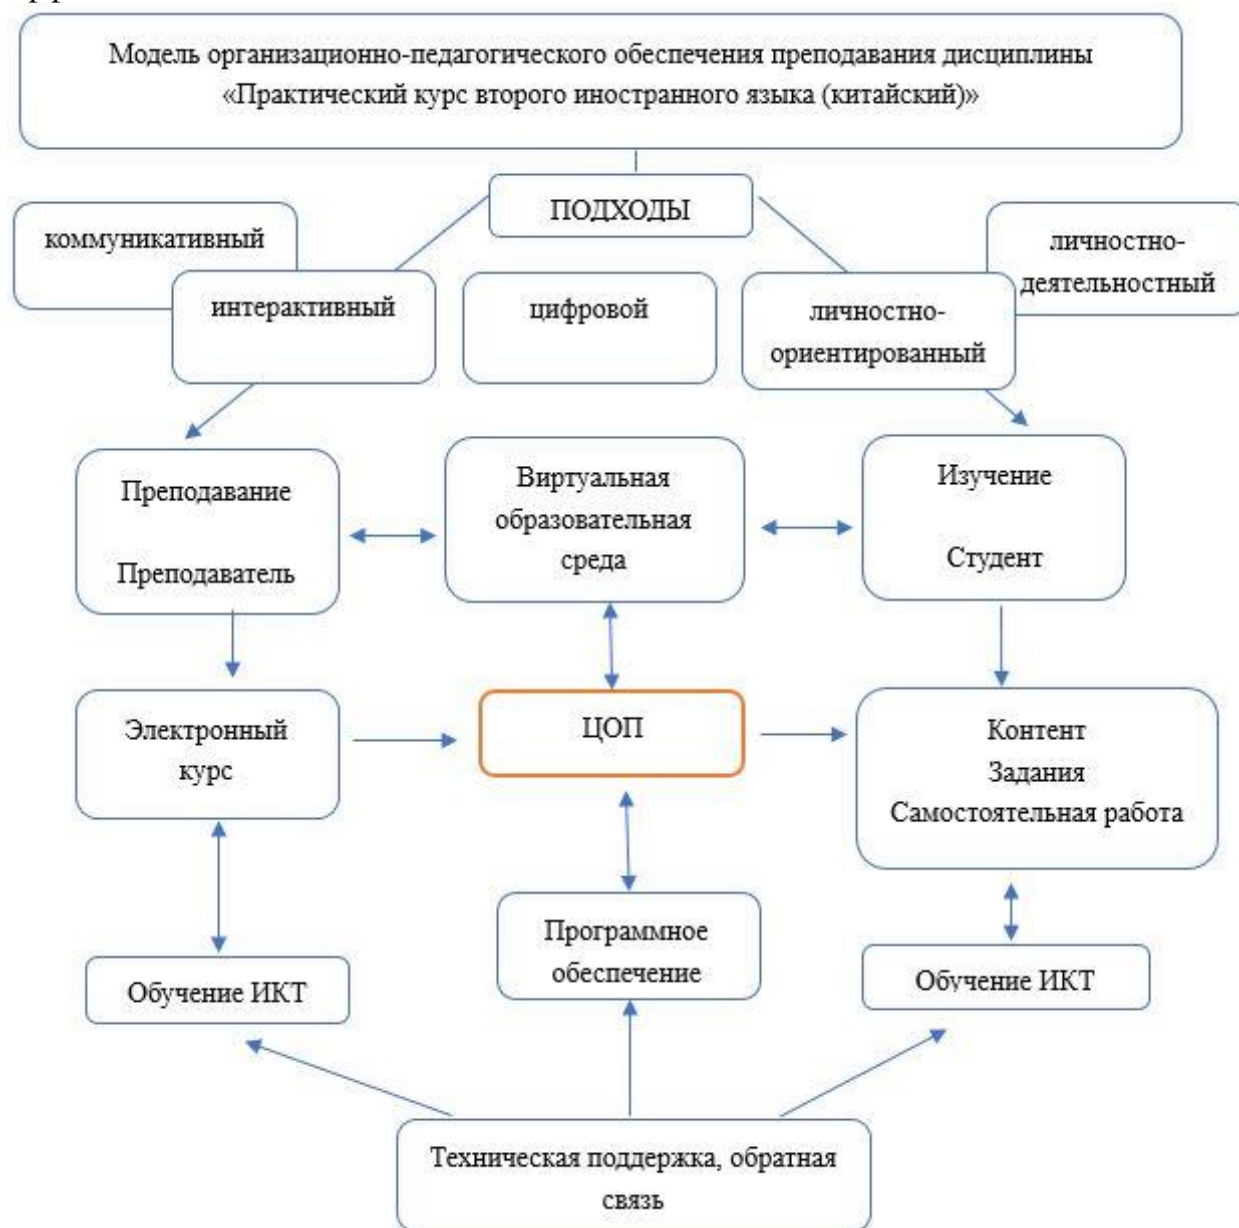 Модель организационно-педагогического обеспечения преподавания дисциплины
«Практический курс второго иностранного языка (китайский)»
ПОДХОДЫ
коммуникативный
интерактивный
цифровой
личностно-
ориентированный
личностно-
деятельностный
Преподавание
Преподаватель
Виртуальная
образовательная
среда
Изучение
Студент
Электронный
курс
ЦОП
Контент
Задания
Самостоятельная работа
Обучение ИКТ
Программное
обеспечение
Обучение ИКТ
Техническая поддержка, обратная
связь